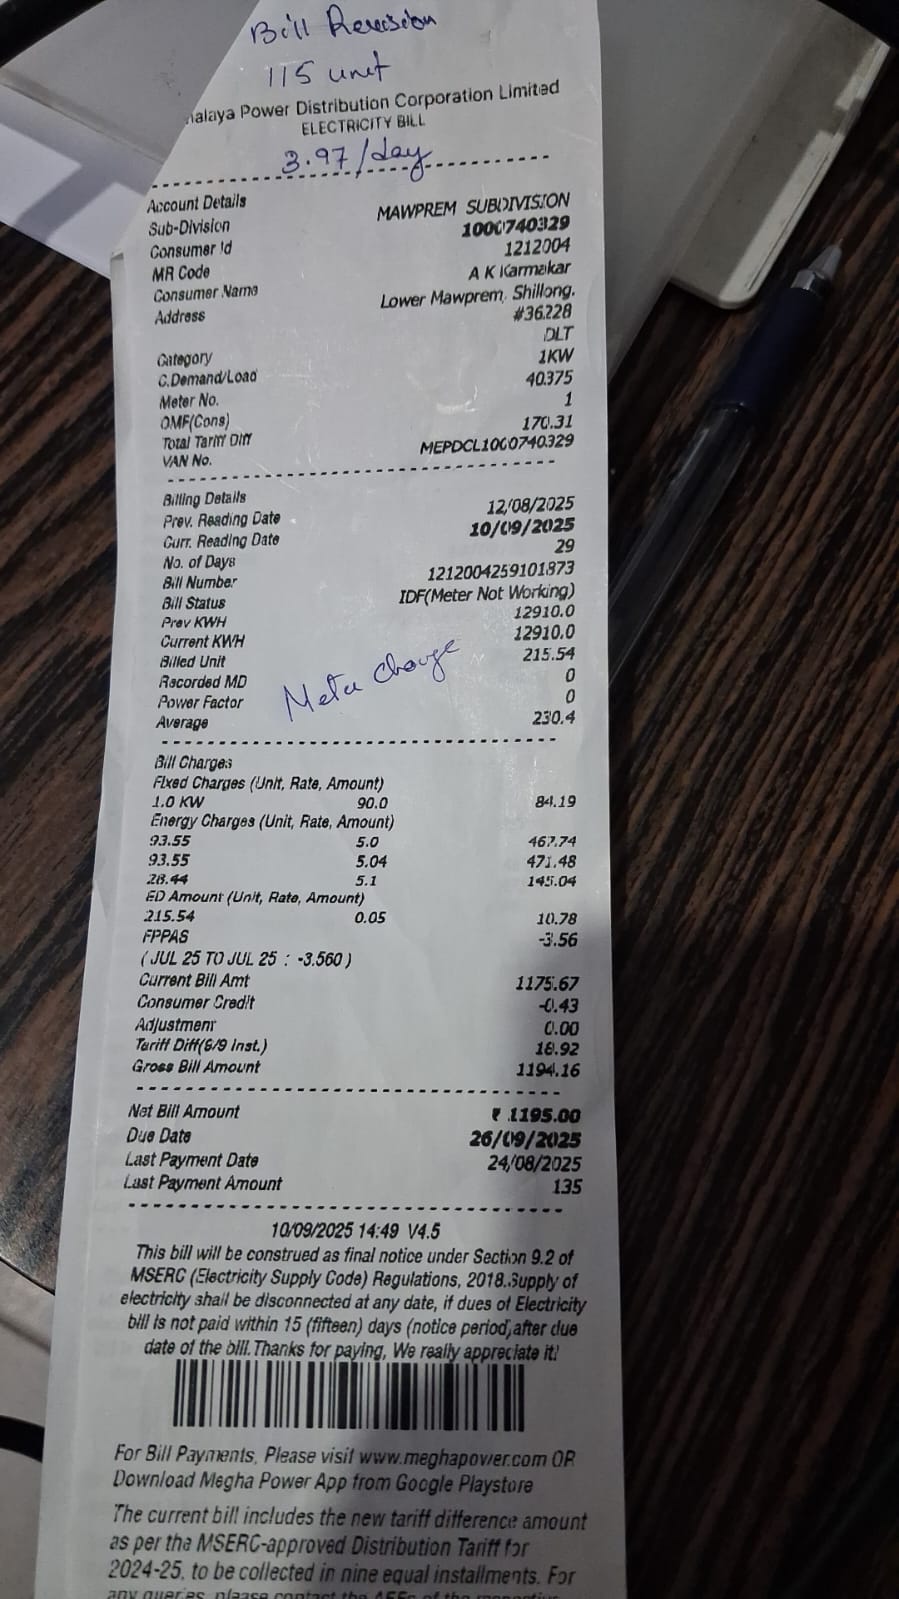 Bill Revision
115 unit
alaya Power Distribution Corporation Limited
ELECTRICITY BILL
3.97/day
Account Details
Sub-Division MAWPREM SUBDIVISION
Consumer Id 1000740329
MR Code 1212004
Consumer Name A K Karmakar
Address Lower Mawprem, Shillong.
#36228
Category DLT
C.Demand/Load 1KW
Meter No. 40375
OMF(Cons) 1
Total Tariff Diff 170.31
VAN No. MEPDCL1000740329
Billing Details
Prev. Reading Date 12/08/2025
Curr. Reading Date 10/09/2025
No. of Days 29
Bill Number 1212004259101873
Bill Status IDF(Meter Not Working)
Prev KWH 12910.0
Current KWH 12910.0
Billed Unit 215.54
Recorded MD 0
Power Factor 0
Average 230.4
Meter Change
Bill Charges
Fixed Charges (Unit, Rate, Amount)
1.0 KW 90.0 84.19
Energy Charges (Unit, Rate, Amount)
93.55 5.0 467.74
93.55 5.04 471.48
28.44 5.1 145.04
ED Amount (Unit, Rate, Amount)
215.54 0.05 10.78
FPPAS -3.56
( JUL 25 TO JUL 25 : -3.560 )
Current Bill Amt 1175.67
Consumer Credit -0.43
Adjustment 0.00
Tariff Diff(6/9 Inst.) 18.92
Gross Bill Amount 1194.16
Net Bill Amount ₹ 1195.00
Due Date 26/09/2025
Last Payment Date 24/08/2025
Last Payment Amount 135
10/09/2025 14:49 V4.5
This bill will be construed as final notice under Section 9.2 of
MSERC (Electricity Supply Code) Regulations, 2018.Supply of
electricity shall be disconnected at any date, if dues of Electricity
bill is not paid within 15 (fifteen) days (notice period)after due
date of the bill.Thanks for paying, We really appreciate it!
For Bill Payments, Please visit www.meghapower.com OR
Download Megha Power App from Google Playstore
The current bill includes the new tariff difference amount
as per tha MSERC-approved Distribution Tariff for
2024-25, to be collected in nine equal installments. For
any queries, please contact the AEEs of the